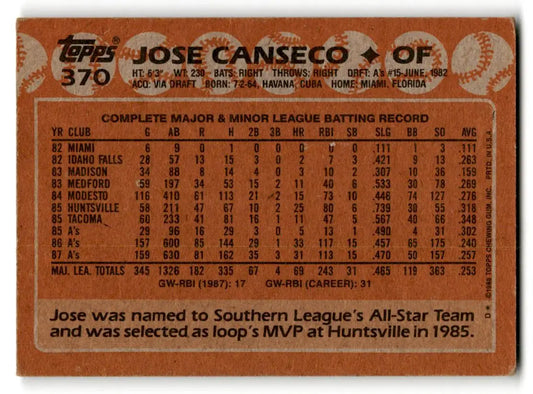 topps
370
JOSE CANSECO ✦ OF
HT: 6'3" WT: 230 BATS: RIGHT THROWS: RIGHT DRFT: A's #15-JUNE, 1982
ACQ: VIA DRAFT BORN: 7-2-64, HAVANA, CUBA HOME: MIAMI, FLORIDA
COMPLETE MAJOR & MINOR LEAGUE BATTING RECORD
YR CLUB G AB R H 2B 3B HR RBI SB SLG BB SO AVG
82 MIAMI 6 9 0 1 0 0 0 0 0 .111 1 3 .111
82 IDAHO FALLS 28 57 13 15 3 0 2 7 3 .421 9 13 .263
83 MADISON 34 88 8 14 4 0 3 10 2 .307 10 36 .159
83 MEDFORD 59 197 34 53 15 2 11 40 4 .533 30 78 .269
84 MODESTO 116 410 61 113 21 2 15 73 10 .446 74 127 .276
85 HUNTSVILLE 58 211 47 67 10 2 25 80 6 .739 30 55 .318
85 TACOMA 60 233 41 81 16 1 11 47 5 .567 40 66 .348
85 A's 29 96 16 29 3 0 5 13 1 .490 4 31 .302
86 A's 157 600 85 144 29 1 33 117 15 .457 65 175 .240
87 A's 159 630 81 162 35 3 31 113 15 .470 50 157 .257
MAJ. LEA. TOTALS 345 1326 182 335 67 4 69 243 31 .465 119 363 .253
GW-RBI (1987): 17 GW-RBI (CAREER): 31
Jose was named to Southern League's All-Star Team
and was selected as loop's MVP at Huntsville in 1985.
D* ©1988 TOPPS CHEWING GUM, INC. PRTD. IN U.S.A.